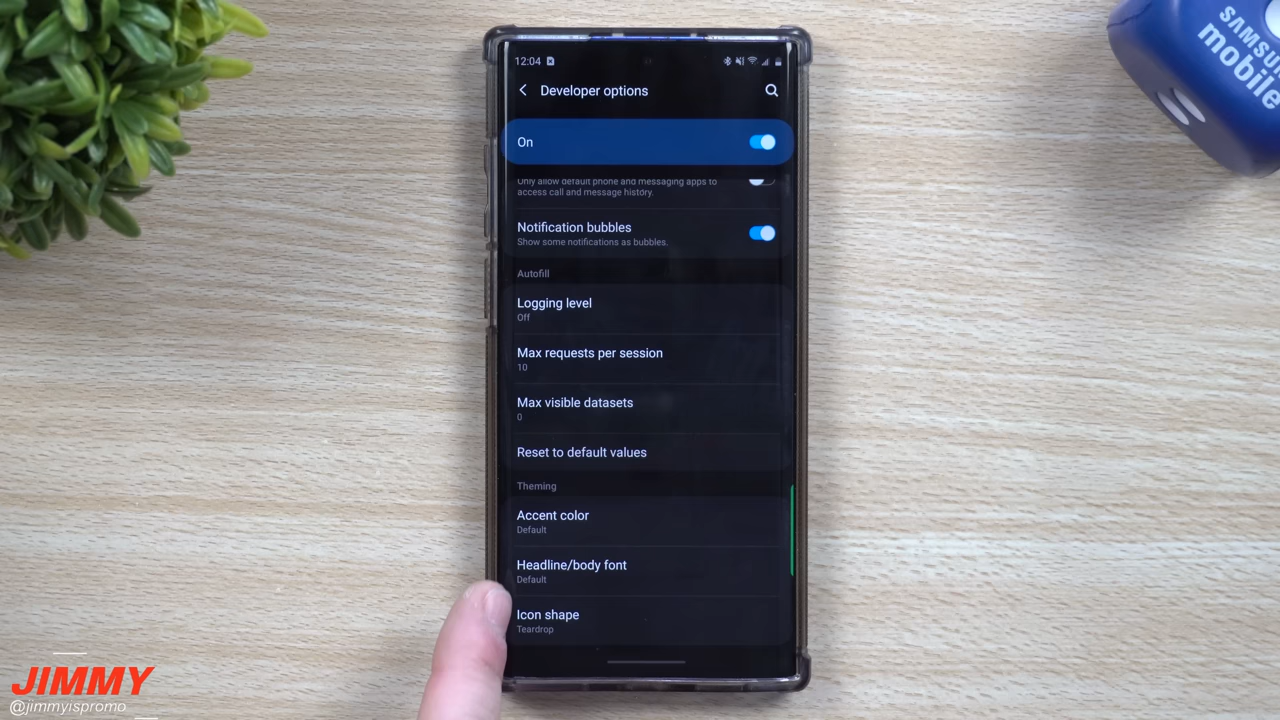 12:04
Developer options
On
Only allow default phone and messaging apps to
access call and message history.
Notification bubbles
Show some notifications as bubbles.
Autofill
Logging level
Off
Max requests per session
10
Max visible datasets
0
Reset to default values
Theming
Accent color
Default
Headline/body font
Default
Icon shape
Teardrop
SAMSU
mobile
JIMMY
@jimmyispromo